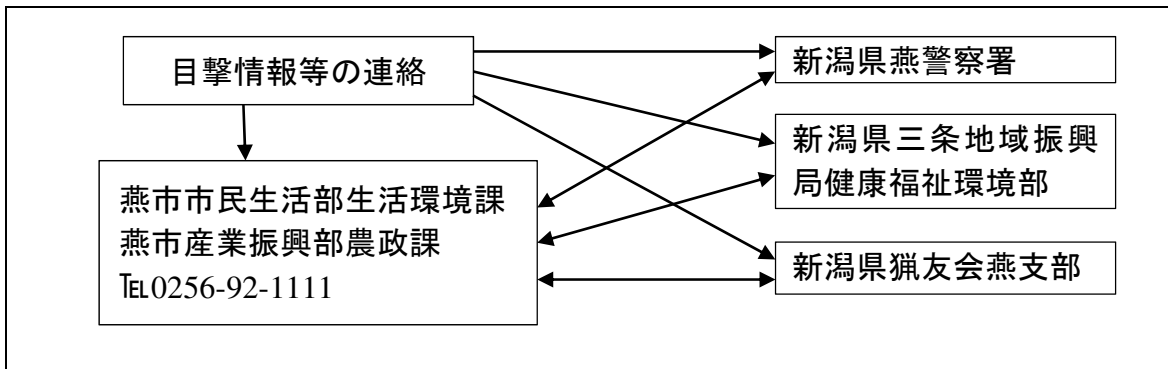 目撃情報等の連絡
燕市市民生活部生活環境課
燕市産業振興部農政課
℡0256-92-1111
新潟県燕警察署
新潟県三条地域振興
局健康福祉環境部
新潟県猟友会燕支部